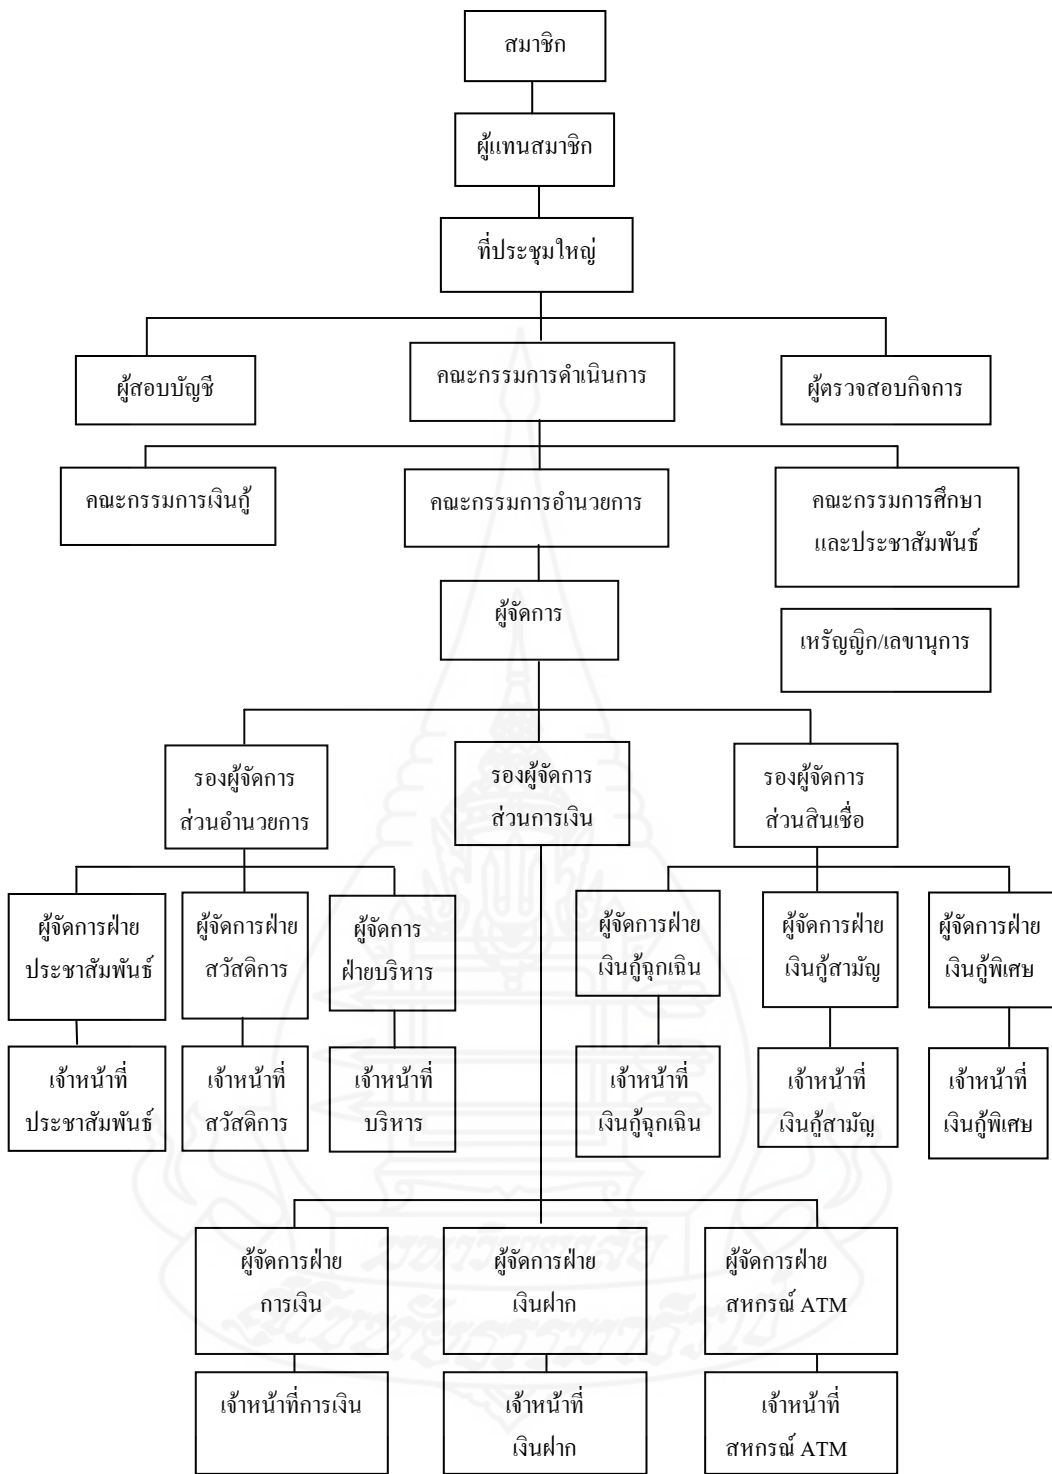 สมาชิก
ผู้แทนสมาชิก
ที่ประชุมใหญ่
ผู้สอบบัญชี
คณะกรรมการดำเนินการ
ผู้ตรวจสอบกิจการ
คณะกรรมการเงินกู้
คณะกรรมการอำนวยการ
คณะกรรมการศึกษา
และประชาสัมพันธ์
ผู้จัดการ
เหรัญญิก/เลขานุการ
รองผู้จัดการ
ส่วนอำนวยการ
รองผู้จัดการ
ส่วนการเงิน
รองผู้จัดการ
ส่วนสินเชื่อ
ผู้จัดการฝ่าย
ประชาสัมพันธ์
ผู้จัดการฝ่าย
สวัสดิการ
ผู้จัดการ
ฝ่ายบริหาร
ผู้จัดการฝ่าย
เงินกู้ฉุกเฉิน
ผู้จัดการฝ่าย
เงินกู้สามัญ
ผู้จัดการฝ่าย
เงินกู้พิเศษ
เจ้าหน้าที่
ประชาสัมพันธ์
เจ้าหน้าที่
สวัสดิการ
เจ้าหน้าที่
บริหาร
เจ้าหน้าที่
เงินกู้ฉุกเฉิน
เจ้าหน้าที่
เงินกู้สามัญ
เจ้าหน้าที่
เงินกู้พิเศษ
ผู้จัดการฝ่าย
การเงิน
ผู้จัดการฝ่าย
เงินฝาก
ผู้จัดการฝ่าย
สหกรณ์ ATM
เจ้าหน้าที่การเงิน
เจ้าหน้าที่
เงินฝาก
เจ้าหน้าที่
สหกรณ์ ATM
มหาวิทยาลัย
สุโขทัยธรรมาธิราช